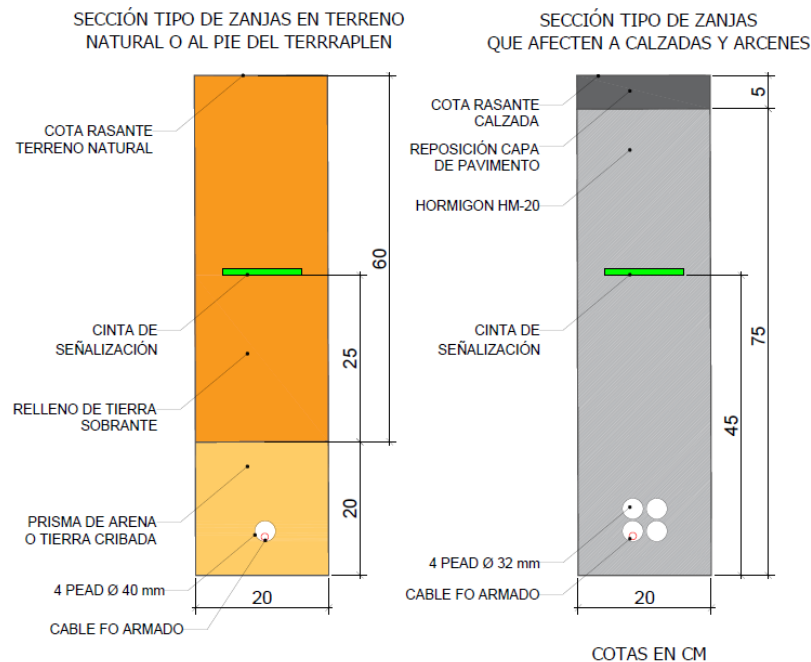 SECCIÓN TIPO DE ZANJAS EN TERRENO
NATURAL O AL PIE DEL TERRRAPLEN
COTA RASANTE
TERRENO NATURAL
CINTA DE
SEÑALIZACIÓN
RELLENO DE TIERRA
SOBRANTE
PRISMA DE ARENA
O TIERRA CRIBADA
4 PEAD Ø 40 mm
CABLE FO ARMADO
60
25
20
20
SECCIÓN TIPO DE ZANJAS
QUE AFECTEN A CALZADAS Y ARCENES
COTA RASANTE
CALZADA
REPOSICIÓN CAPA
DE PAVIMENTO
HORMIGON HM-20
CINTA DE
SEÑALIZACIÓN
4 PEAD Ø 32 mm
CABLE FO ARMADO
5
75
45
20
COTAS EN CM